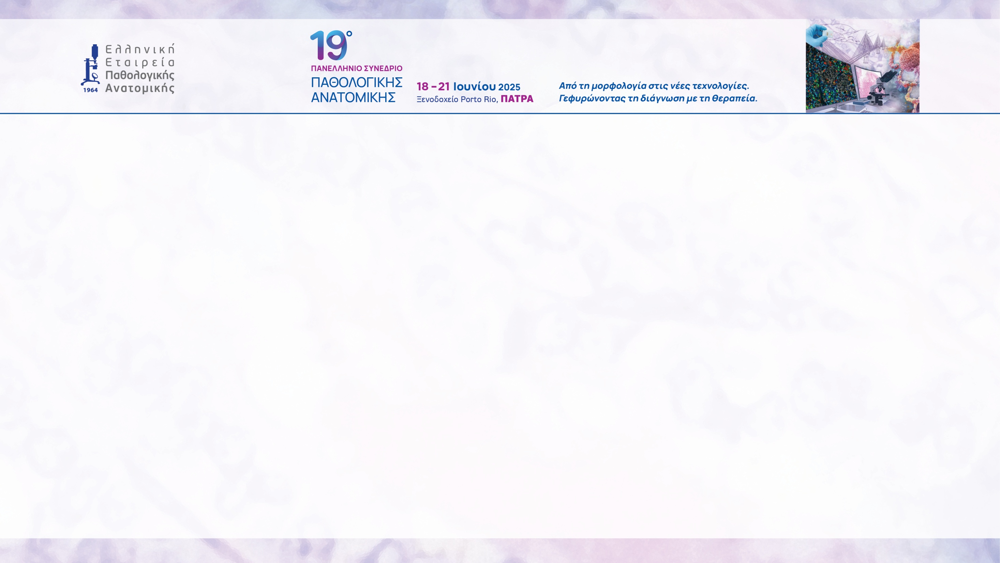 Ελληνική
Εταιρεία
Παθολογικής
Ανατομικής
1964
19°
ΠΑΝΕΛΛΗΝΙΟ ΣΥΝΕΔΡΙΟ
ΠΑΘΟΛΟΓΙΚΗΣ
ΑΝΑΤΟΜΙΚΗΣ
18 – 21 Ιουνίου 2025
Ξενοδοχείο Porto Rio, ΠΑΤΡΑ
Από τη μορφολογία στις νέες τεχνολογίες.
Γεφυρώνοντας τη διάγνωση με τη θεραπεία.